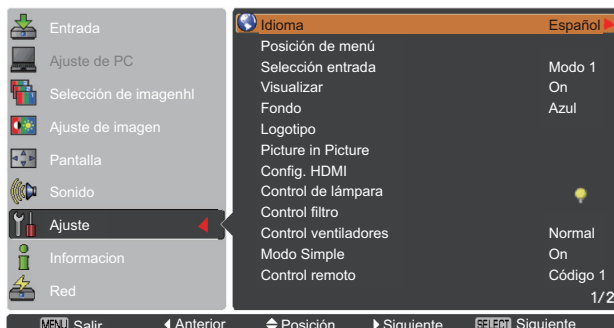 Entrada
Ajuste de PC
Selección de imagenhl
Ajuste de imagen
Pantalla
Sonido
Ajuste
Informacion
Red
Idioma Español
Posición de menú
Selección entrada Modo 1
Visualizar On
Fondo Azul
Logotipo
Picture in Picture
Config. HDMI
Control de lámpara
Control filtro
Control ventiladores Normal
Modo Simple On
Control remoto Código 1
1/2
MENU Salir Anterior Posición Siguiente SELECT Siguiente